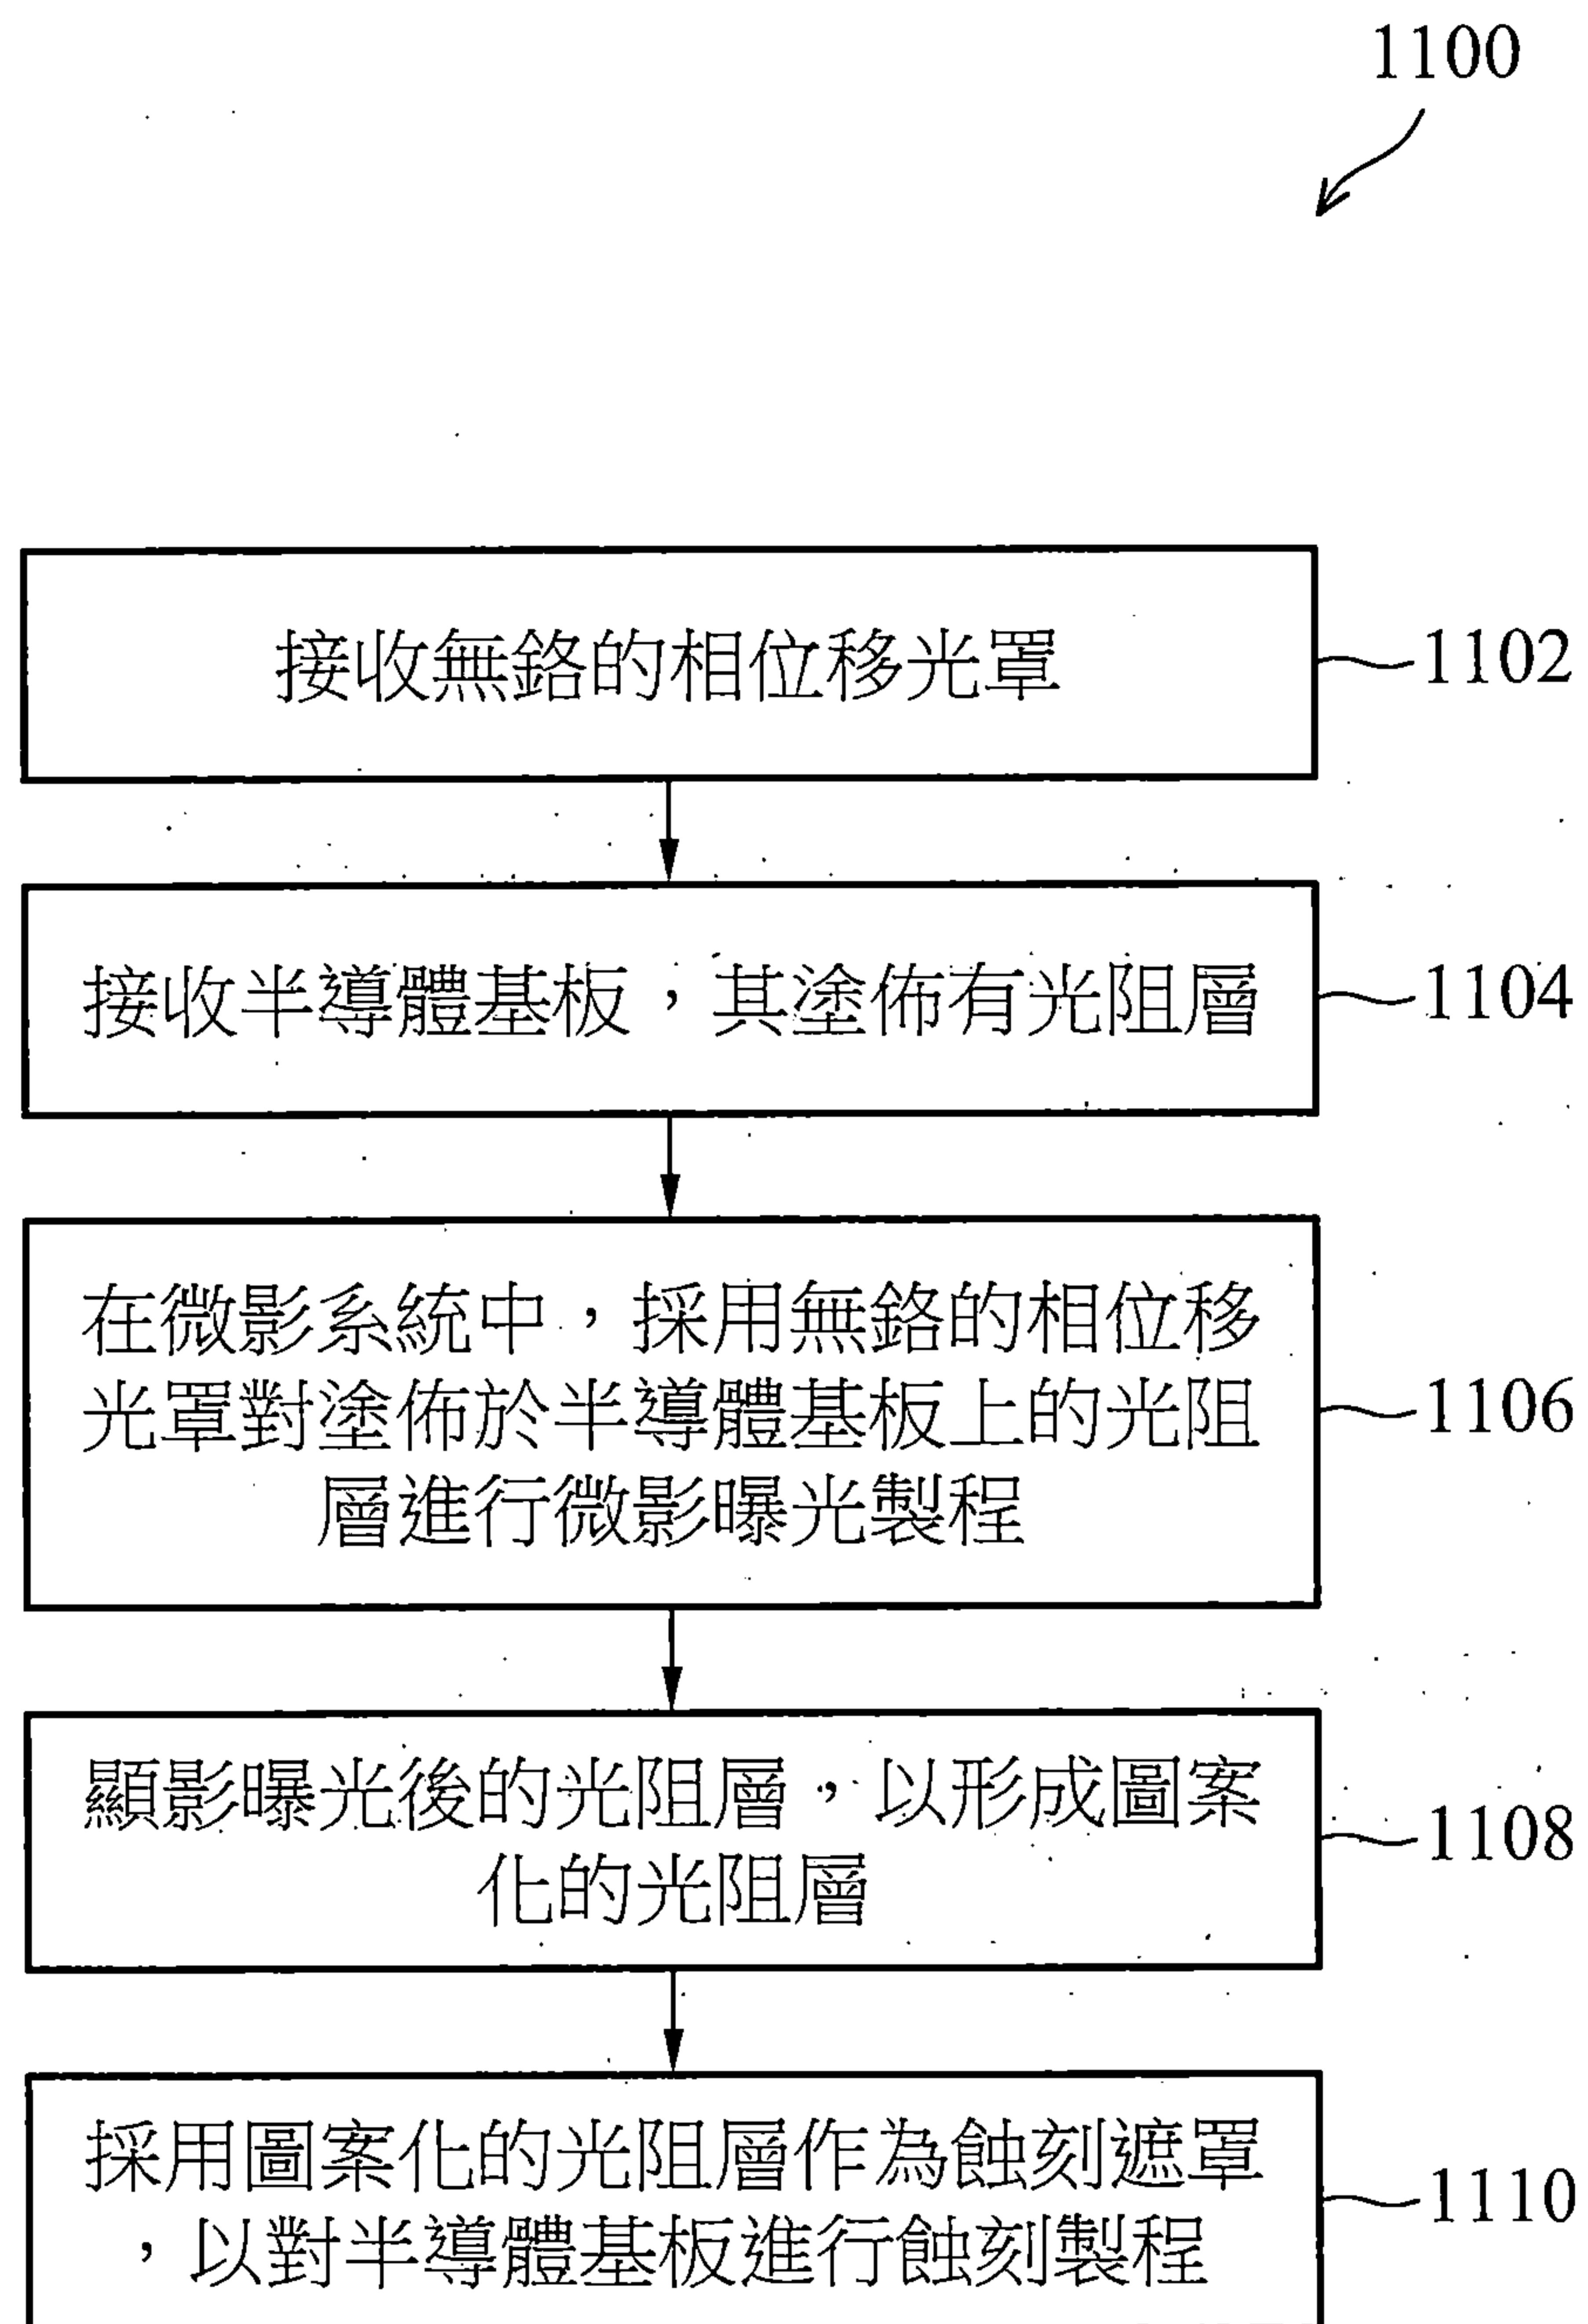 1100
接收無鉻的相位移光罩
1102
接收半導體基板，其塗佈有光阻層
1104
在微影系統中，採用無鉻的相位移
光罩對塗佈於半導體基板上的光阻
層進行微影曝光製程
1106
顯影曝光後的光阻層，以形成圖案
化的光阻層
1108
採用圖案化的光阻層作為蝕刻遮罩
，以對半導體基板進行蝕刻製程
1110